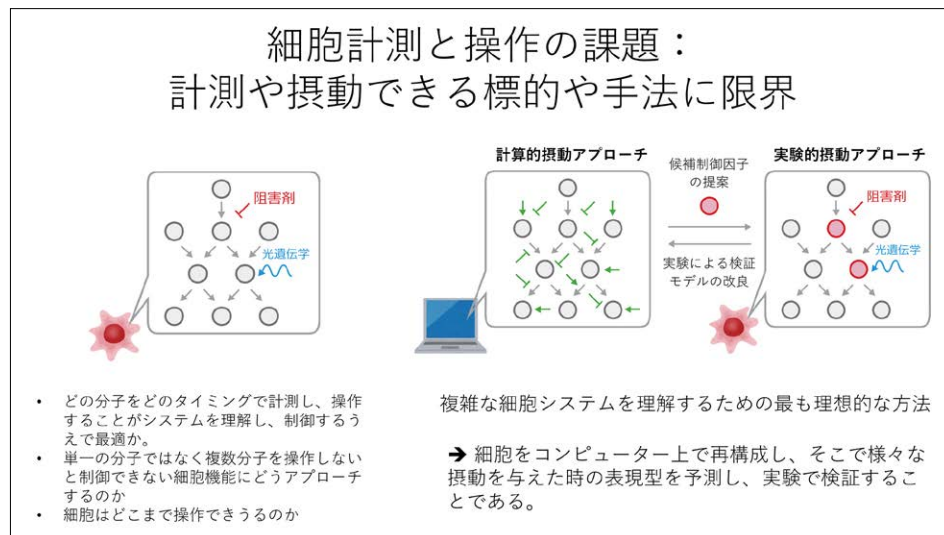 細胞計測と操作の課題：
計測や摂動できる標的や手法に限界
阻害剤
光遺伝学
計算的摂動アプローチ
候補制御因子
の提案
実験による検証
モデルの改良
実験的摂動アプローチ
阻害剤
光遺伝学
• どの分子をどのタイミングで計測し、操作
することがシステムを理解し、制御するう
えで最適か。
• 単一の分子ではなく複数分子を操作しない
と制御できない細胞機能にどうアプローチ
するのか
• 細胞はどこまで操作できうるのか
複雑な細胞システムを理解するための最も理想的な方法
➔ 細胞をコンピューター上で再構成し、そこで様々な
摂動を与えた時の表現型を予測し、実験で検証するこ
とである。